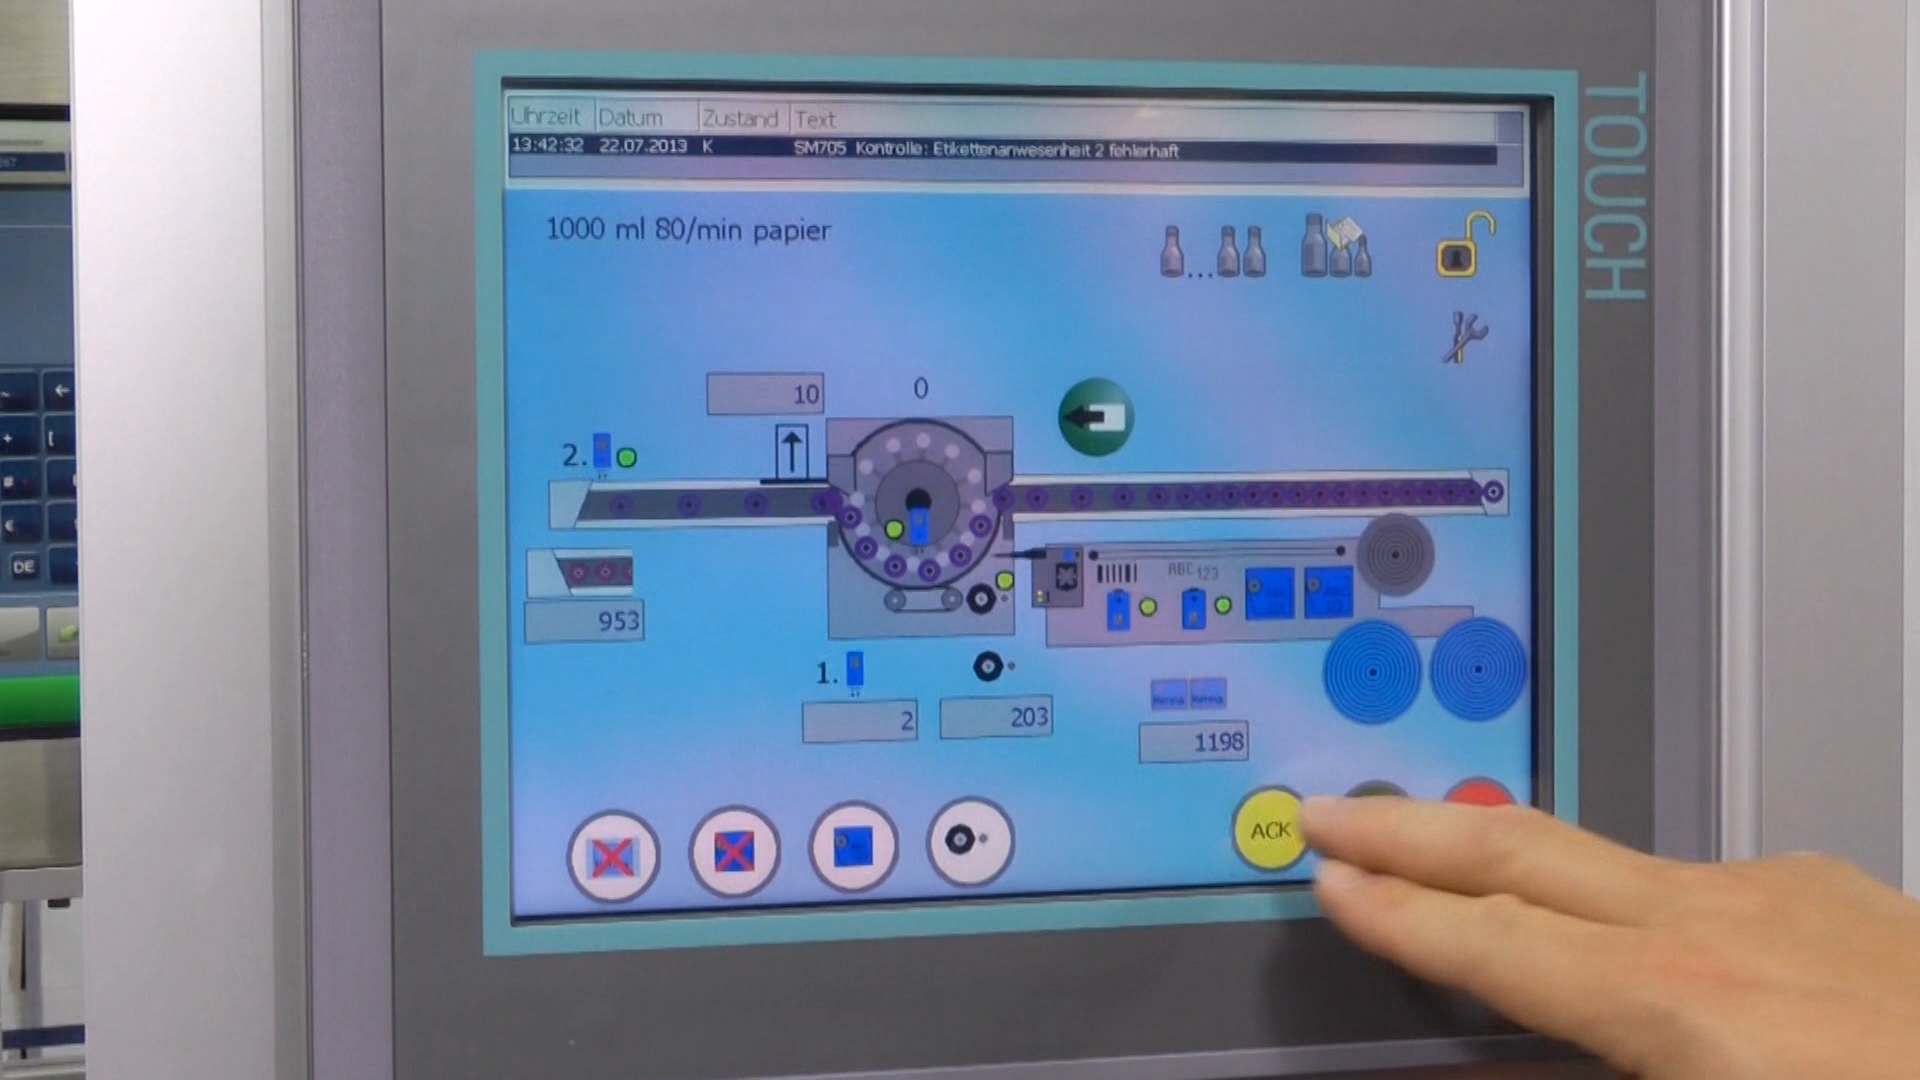 Uhrzeit Datum Zustand Text
13:42:32 22.07.2013 K SM705 Kontrolle: Etikettenanwesenheit 2 fehlerhaft
1000 ml 80/min papier
...
10
0
2.
ABC 123
953
1.
2
203
1198
ACK
TOUCH
DE